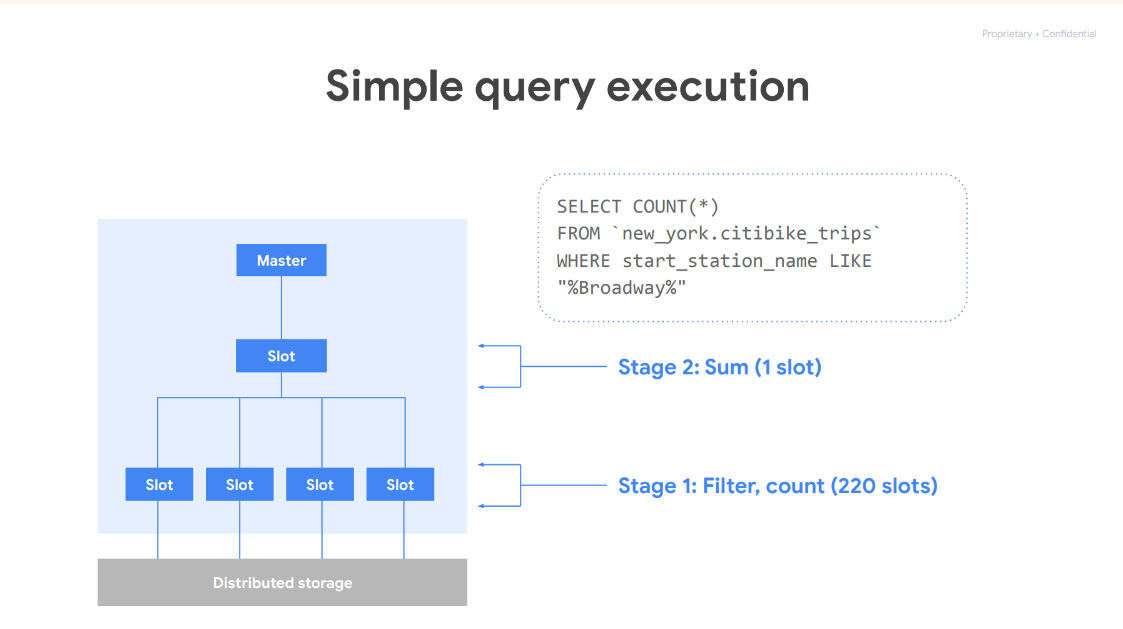 Proprietary + Confidential
Simple query execution
SELECT COUNT(*)
FROM `new_york.citibike_trips`
WHERE start_station_name LIKE
"%Broadway%"
Master
Slot
Stage 2: Sum (1 slot)
Slot
Slot
Slot
Slot
Stage 1: Filter, count (220 slots)
Distributed storage